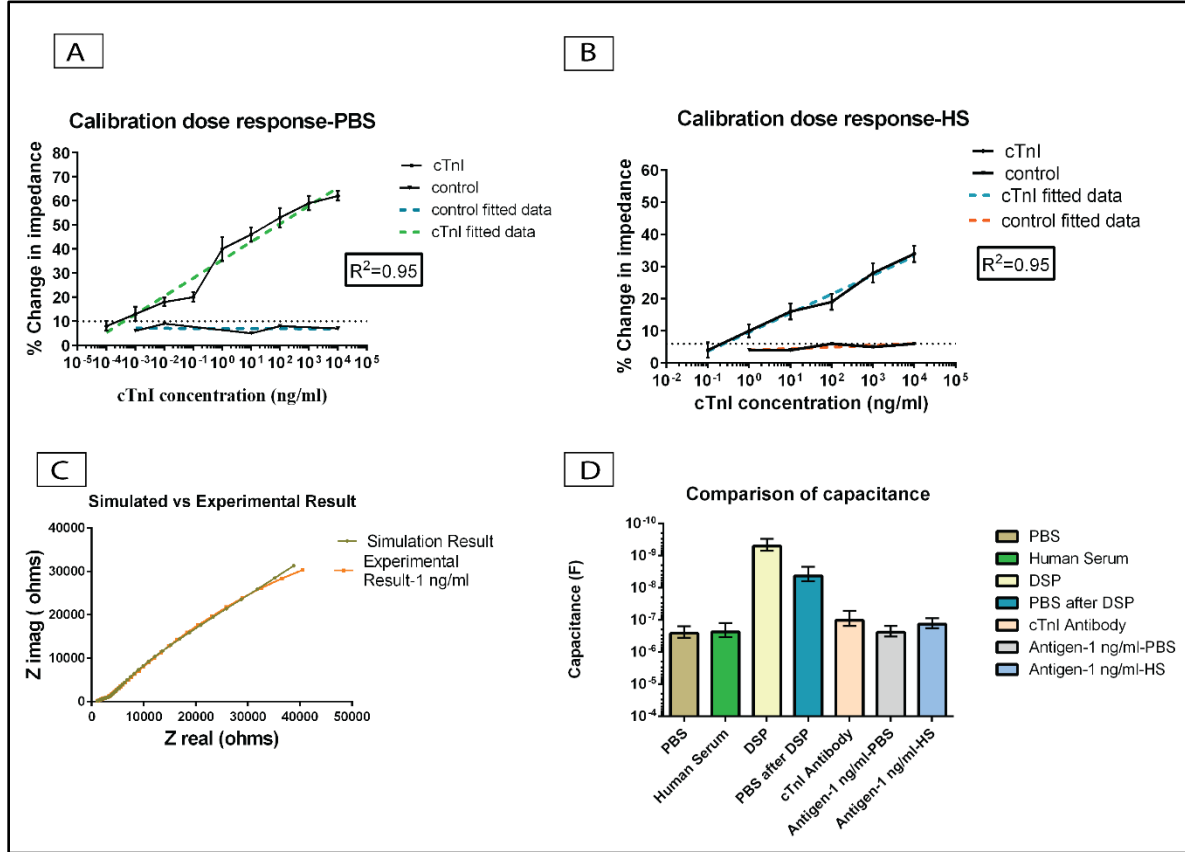 A
Calibration dose response-PBS
% Change in impedance
80
70
60
50
40
30
20
10
0
10⁻⁵ 10⁻⁴ 10⁻³ 10⁻² 10⁻¹ 10⁰ 10¹ 10² 10³ 10⁴ 10⁵
cTnI concentration (ng/ml)
cTnI
control
control fitted data
cTnI fitted data
R²=0.95
B
Calibration dose response-HS
% Change in impedance
60
40
20
0
10⁻² 10⁻¹ 10⁰ 10¹ 10² 10³ 10⁴ 10⁵
cTnI concentration (ng/ml)
cTnI
control
cTnI fitted data
control fitted data
R²=0.95
C
Simulated vs Experimental Result
Z imag ( ohms)
40000
30000
20000
10000
0
0 10000 20000 30000 40000 50000
Z real (ohms)
Simulation Result
Experimental
Result-1 ng/ml
D
Comparison of capacitance
Capacitance (F)
10⁻¹⁰
10⁻⁹
10⁻⁸
10⁻⁷
10⁻⁶
10⁻⁵
10⁻⁴
PBS
Human Serum
DSP
PBS after DSP
cTnI Antibody
Antigen-1 ng/ml-PBS
Antigen-1 ng/ml-HS
PBS
Human Serum
DSP
PBS after DSP
cTnI Antibody
Antigen-1 ng/ml-PBS
Antigen-1 ng/ml-HS